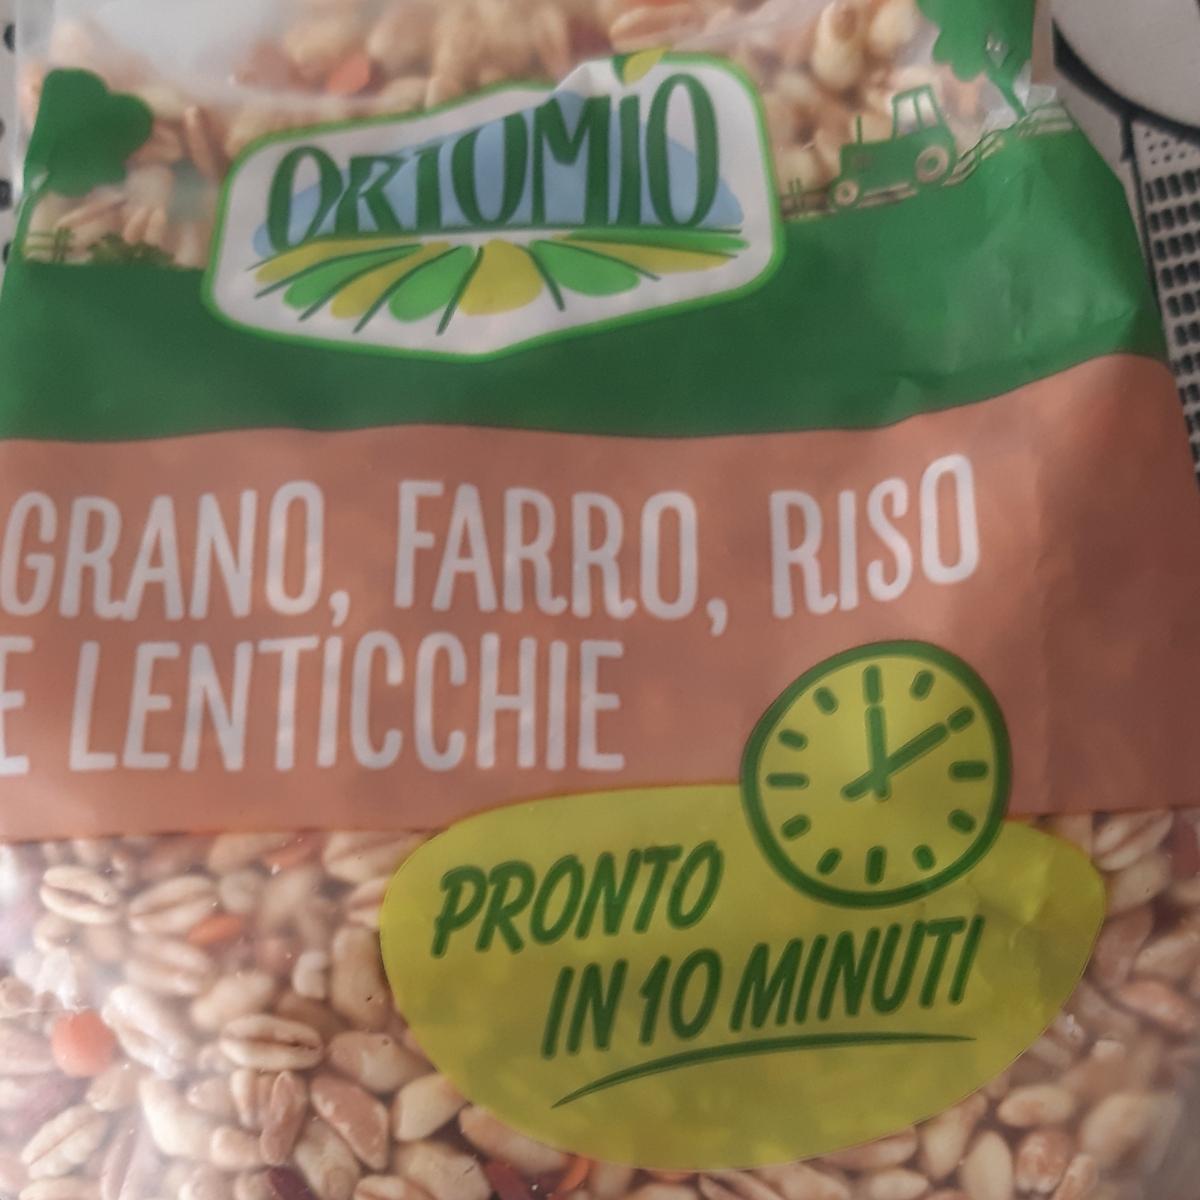 ORTOMIO
GRANO, FARRO, RISO
E LENTICCHIE
PRONTO
IN 10 MINUTI